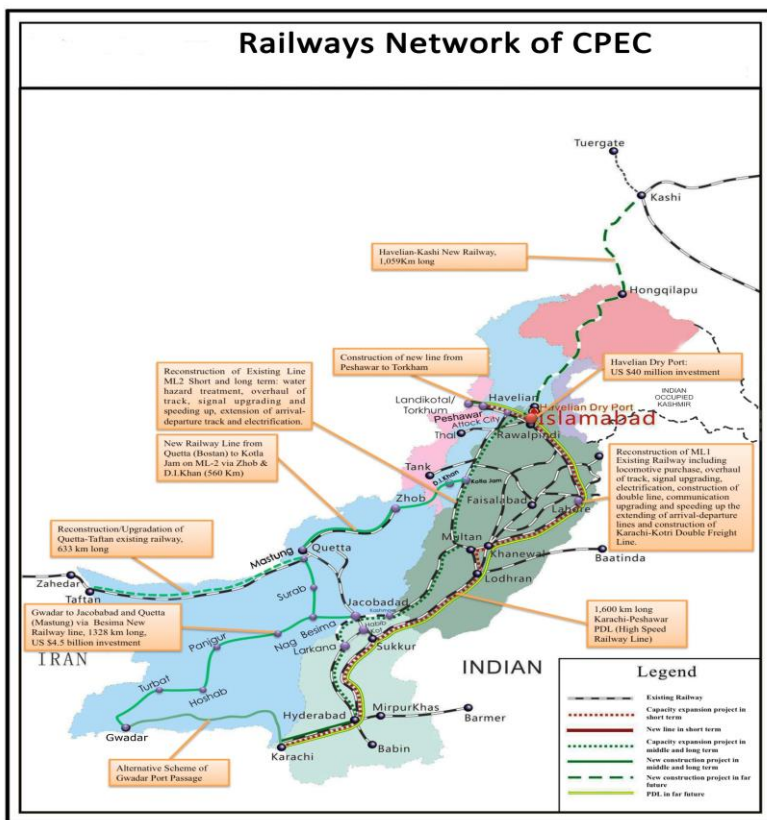 Railways Network of CPEC
Tuergate
Kashi
Havelian-Kashi New Railway,
1,059Km long
Hongqilapu
Construction of new line from
Peshawar to Torkham
Havelian Dry Port:
US $40 million investment
Reconstruction of Existing Line
ML2 Short and long term: water
hazard treatment, overhaul of
track, signal upgrading and
speeding up, extension of arrival-
departure track and electrification.
INDIAN
OCCUPIED
KASHMIR
Landikotal/
Torkhum
Havelian
Havelian Dry Port
Islamabad
Peshawar
Attock City
Rawalpindi
Thal
New Railway Line from
Quetta (Bostan) to Kotla
Jam on ML-2 via Zhob &
D.I.Khan (560 Km)
Tank
D.I.Khan
Kotla Jam
Zhob
Faisalabad
Lahore
Reconstruction of ML1
Existing Railway including
locomotive purchase, overhaul
of track, signal upgrading,
electrification, construction of
double line, communication
upgrading and speeding up the
extending of arrival-departure
lines and construction of
Karachi-Kotri Double Freight
Line.
Reconstruction/Upgradation of
Quetta-Taftan existing railway,
633 km long
Mastung
Quetta
Multan
Khanewal
Baatinda
Lodhran
Zahedar
Taftan
Surab
Gwadar to Jacobadad and Quetta
(Mastung) via Besima New
Railway line, 1328 km long,
US $4.5 billion investment
Jacobadad
Kashmor
1,600 km long
Karachi-Peshawar
PDL (High Speed
Railway Line)
Besima
Nag
Panjgur
Habib
Kot
Larkana
Sukkur
IRAN
INDIAN
Turbat
Hoshab
Gwadar
Hyderabad
MirpurKhas
Barmer
Babin
Karachi
Alternative Scheme of
Gwadar Port Passage
Legend
Existing Railway
Capacity expansion project in
short term
New line in short term
Capacity expansion project in
middle and long term
New construction project in
middle and long term
New construction project in far
future
PDL in far future